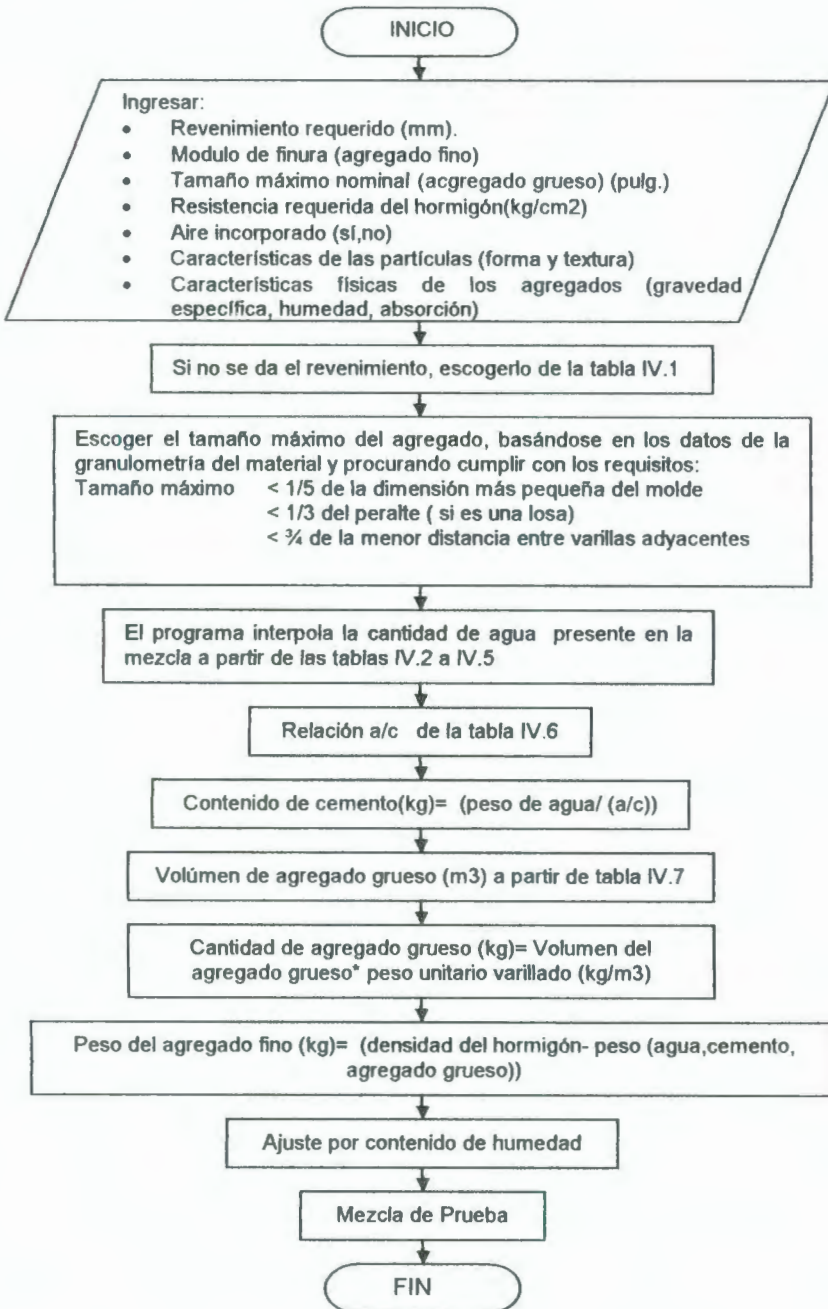 INICIO
Ingresar:
• Revenimiento requerido (mm).
• Modulo de finura (agregado fino)
• Tamaño máximo nominal (acgregado grueso) (pulg.)
• Resistencia requerida del hormigón(kg/cm2)
• Aire incorporado (sí,no)
• Características de las partículas (forma y textura)
• Características físicas de los agregados (gravedad
específica, humedad, absorción)
Si no se da el revenimiento, escogerlo de la tabla IV.1
Escoger el tamaño máximo del agregado, basándose en los datos de la
granulometría del material y procurando cumplir con los requisitos:
Tamaño máximo < 1/5 de la dimensión más pequeña del molde
< 1/3 del peralte ( si es una losa)
< ¾ de la menor distancia entre varillas adyacentes
El programa interpola la cantidad de agua presente en la
mezcla a partir de las tablas IV.2 a IV.5
Relación a/c de la tabla IV.6
Contenido de cemento(kg)= (peso de agua/ (a/c))
Volúmen de agregado grueso (m3) a partir de tabla IV.7
Cantidad de agregado grueso (kg)= Volumen del
agregado grueso* peso unitario varillado (kg/m3)
Peso del agregado fino (kg)= (densidad del hormigón- peso (agua,cemento,
agregado grueso))
Ajuste por contenido de humedad
Mezcla de Prueba
FIN